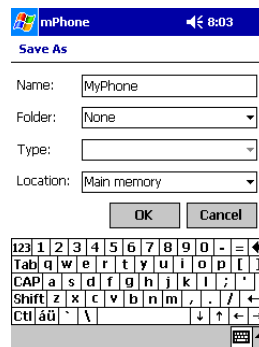 mPhone 8:03
Save As
Name: MyPhone
Folder: None
Type:
Location: Main memory
OK Cancel
123 1 2 3 4 5 6 7 8 9 0 - =
Tab q w e r t y u i o p [ ]
CAP a s d f g h j k l ; '
Shift z x c v b n m , . / ←
Ctl áü ` \ ↓ ↑ ← →